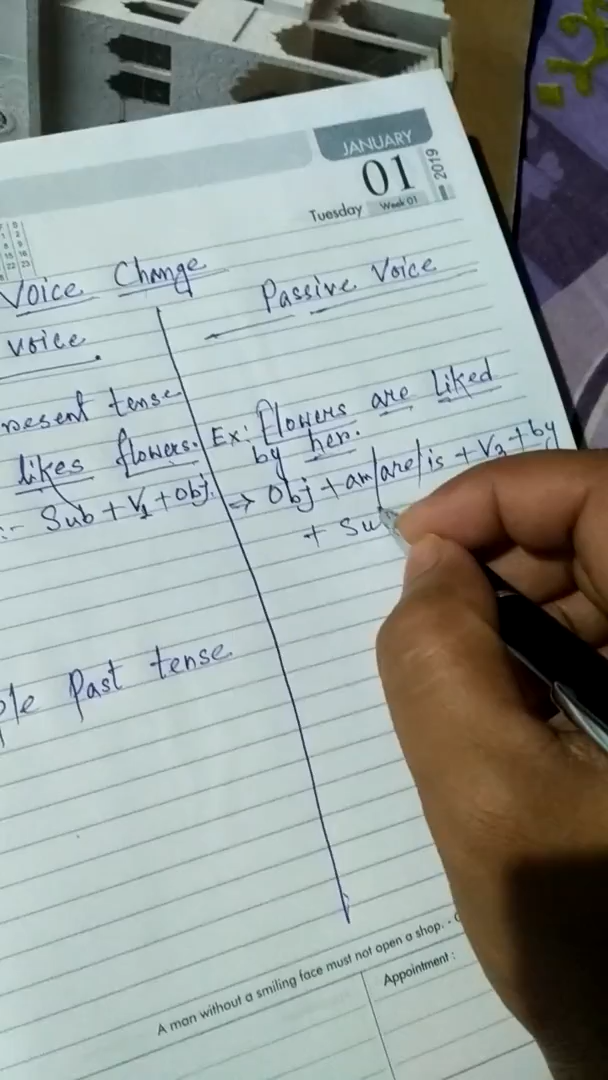 JANUARY
01
2019
Tuesday Week 01
Voice Change
voice.
Passive Voice
resent tense
likes flowers.
:- Sub + V1 + Obj.
Ex: flowers are liked
by her.
⇒ Obj + am/are/is + V3 + by
+ Su
ple Past tense
A man without a smiling face must not open a shop. -
Appointment :